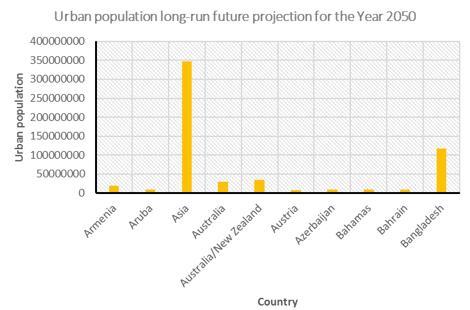 Urban population long-run future projection for the Year 2050
Urban population
400000000
350000000
300000000
250000000
200000000
150000000
100000000
50000000
0
Armenia
Aruba
Asia
Australia
Australia/New Zealand
Austria
Azerbaijan
Bahamas
Bahrain
Bangladesh
Country